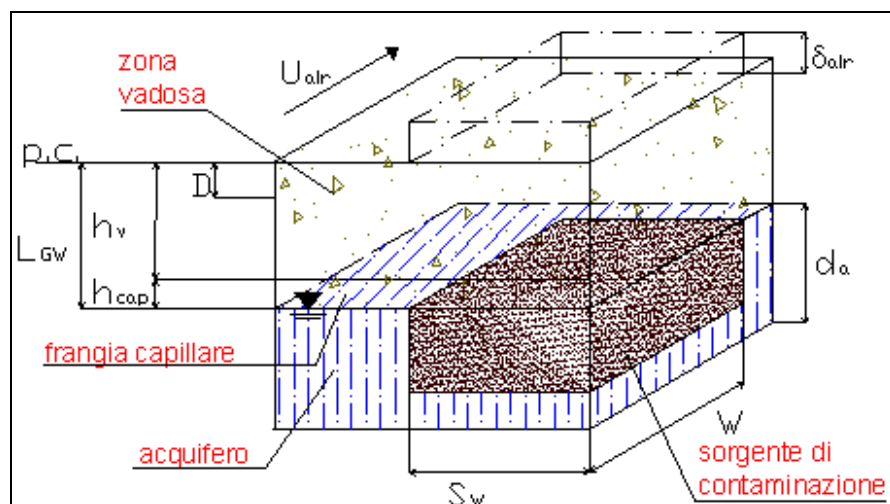 zona
vadosa
Uair
δair
p.c.
D
hv
LGW
hcap
da
frangia capillare
acquifero
W
Sw
sorgente di
contaminazione